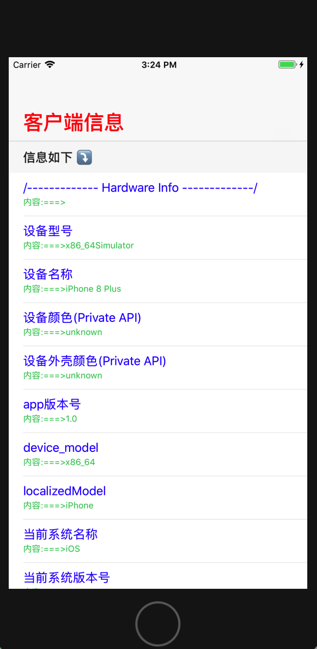 Carrier 3:24 PM
客户端信息
信息如下 ⤵️
/------------- Hardware Info -------------/
内容:===>
设备型号
内容:===>x86_64Simulator
设备名称
内容:===>iPhone 8 Plus
设备颜色(Private API)
内容:===>unknown
设备外壳颜色(Private API)
内容:===>unknown
app版本号
内容:===>1.0
device_model
内容:===>x86_64
localizedModel
内容:===>iPhone
当前系统名称
内容:===>iOS
当前系统版本号